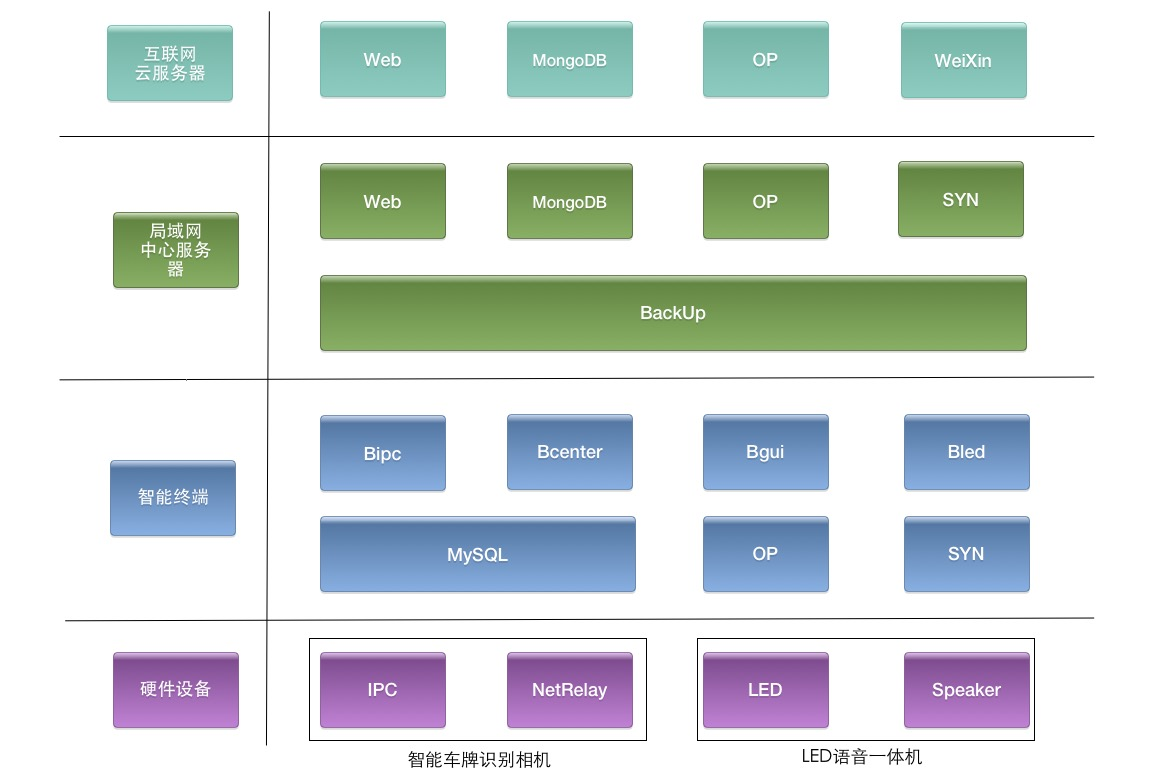 互联网
云服务器
Web
MongoDB
OP
WeiXin
局域网
中心服务
器
Web
MongoDB
OP
SYN
BackUp
智能终端
Bipc
Bcenter
Bgui
Bled
MySQL
OP
SYN
硬件设备
IPC
NetRelay
LED
Speaker
智能车牌识别相机
LED语音一体机